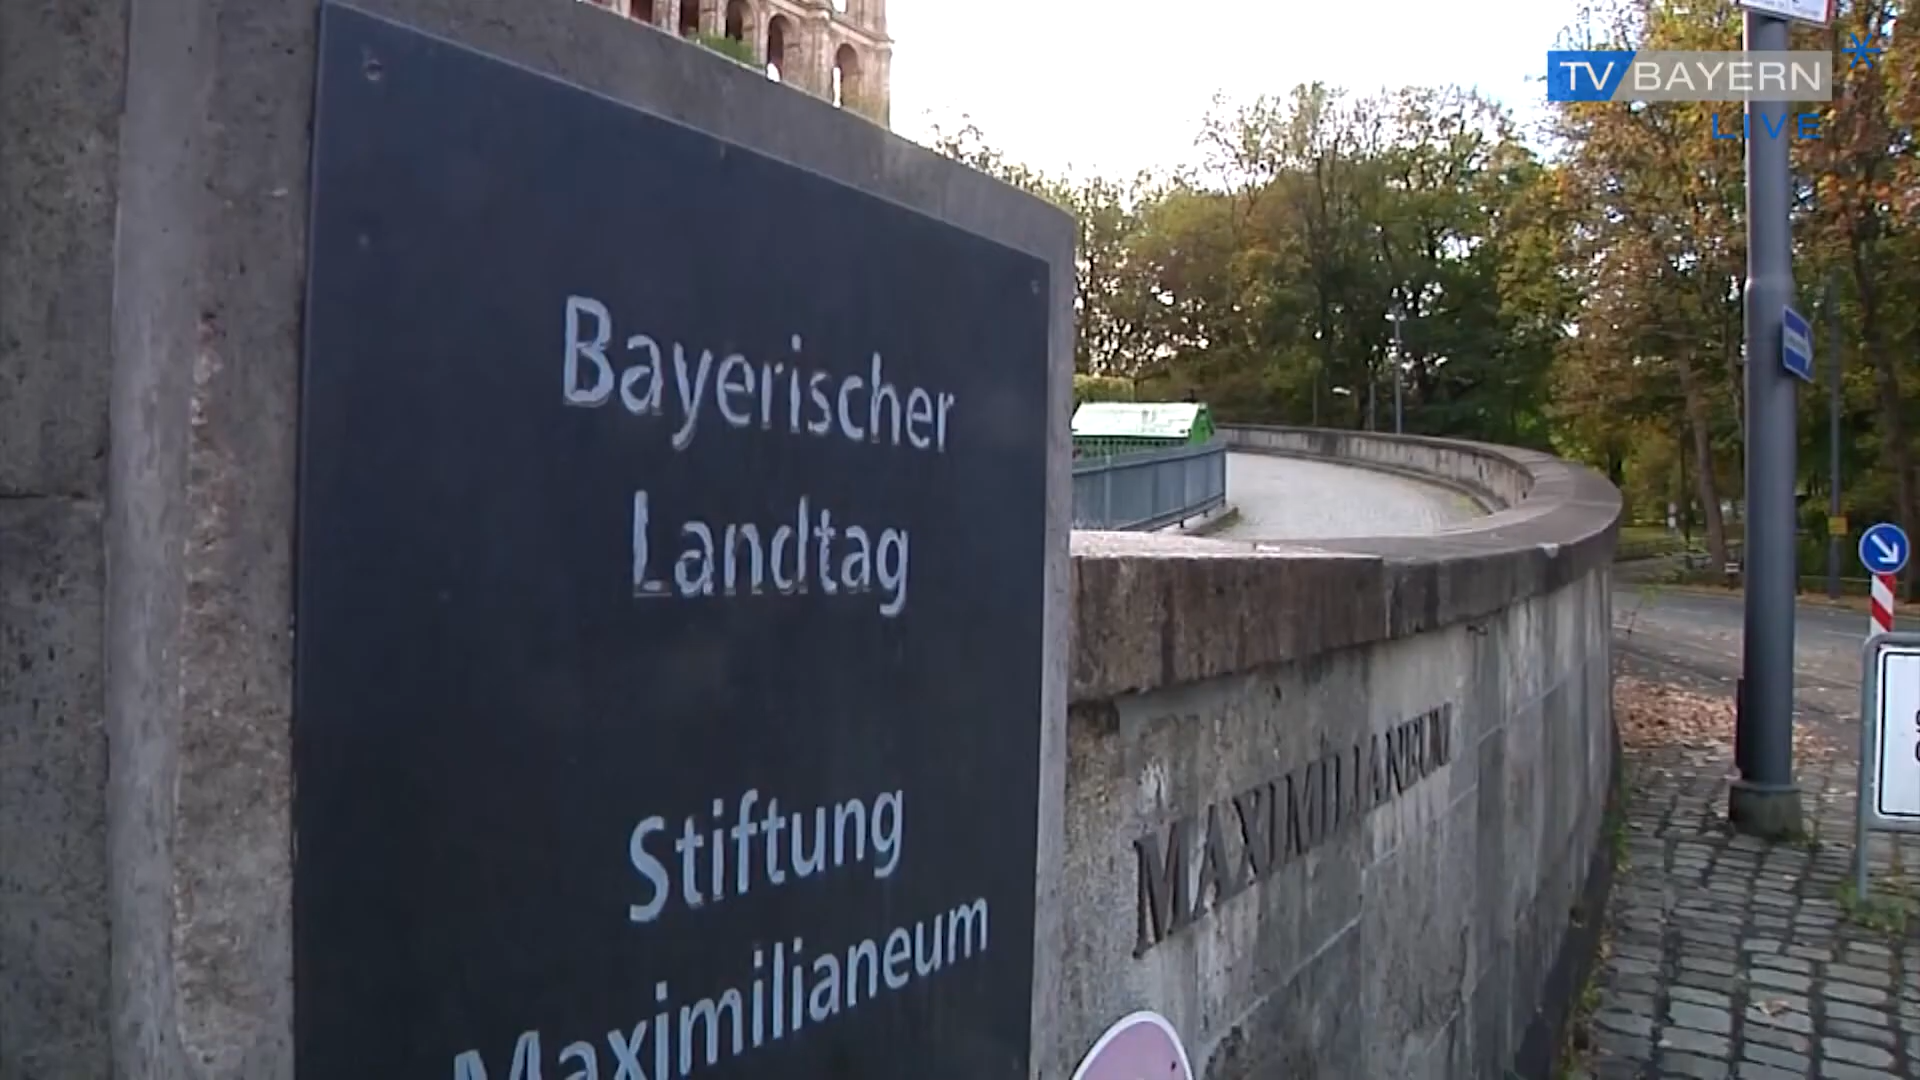 TV BAYERN
LIVE
Bayerischer
Landtag
Stiftung
Maximilianeum
MAXIMILIANEUM